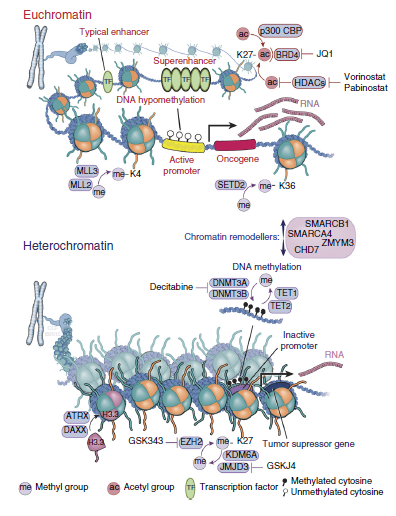 Euchromatin
Typical enhancer
ac
p300 CBP
K27
ac
BRD4
JQ1
Superenhancer
TF
TF
TF
TF
ac
HDACs
Vorinostat
Pabinostat
DNA hypomethylation
RNA
Active
promoter
Oncogene
MLL3
MLL2
me
K4
me
SETD2
me
K36
me
SMARCB1
SMARCA4
ZMYM3
CHD7
Chromatin remodellers:
Heterochromatin
DNA methylation
Decitabine
DNMT3A
DNMT3B
me
TET1
TET2
Inactive
promoter
RNA
ATRX
DAXX
H3.3
H3.3
GSK343
EZH2
me
K27
Tumor supressor gene
me
KDM6A
JMJD3
GSKJ4
me Methyl group
ac Acetyl group
TF Transcription factor
Methylated cytosine
Unmethylated cytosine